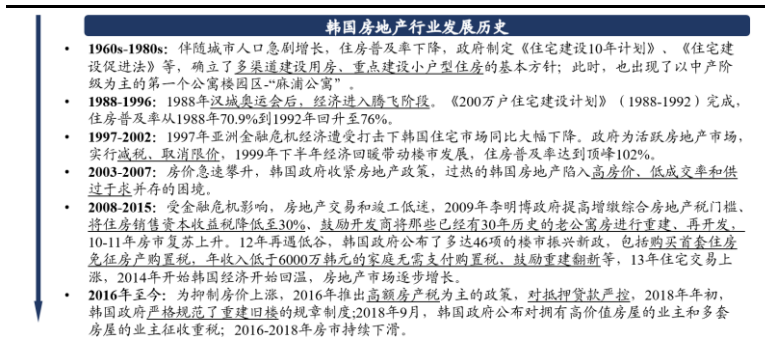 韩国房地产行业发展历史
• 1960s-1980s：伴随城市人口急剧增长，住房普及率下降，政府制定《住宅建设10年计划》、《住宅建
设促进法》等，确立了多渠道建设用房、重点建设小户型住房的基本方针；此时，也出现了以中产阶
级为主的第一个公寓楼园区-“麻浦公寓”。
• 1988-1996：1988年汉城奥运会后，经济进入腾飞阶段。《200万户住宅建设计划》（1988-1992）完成，
住房普及率从1988年70.9%到1992年回升至76%。
• 1997-2002：1997年亚洲金融危机经济遭受打击下韩国住宅市场同比大幅下降。政府为活跃房地产市场，
实行减税、取消限价，1999年下半年经济回暖带动楼市发展，住房普及率达到顶峰102%。
• 2003-2007：房价急速攀升，韩国政府收紧房地产政策，过热的韩国房地产陷入高房价、低成交率和供
过于求并存的困境。
• 2008-2015：受金融危机影响，房地产交易和竣工低迷，2009年李明博政府提高增缴综合房地产税门槛、
将住房销售资本收益税降低至30%、鼓励开发商将那些已经有30年历史的老公寓房进行重建、再开发，
10-11年房市复苏上升。12年再遇低谷，韩国政府公布了多达46项的楼市振兴新政，包括购买首套住房
免征房产购置税，年收入低于6000万韩元的家庭无需支付购置税、鼓励重建翻新等，13年住宅交易上
涨，2014年开始韩国经济开始回温，房地产市场逐步增长。
• 2016年至今：为抑制房价上涨，2016年推出高额房产税为主的政策，对抵押贷款严控，2018年年初，
韩国政府严格规范了重建旧楼的规章制度;2018年9月，韩国政府公布对拥有高价值房屋的业主和多套
房屋的业主征收重税；2016-2018年房市持续下滑。